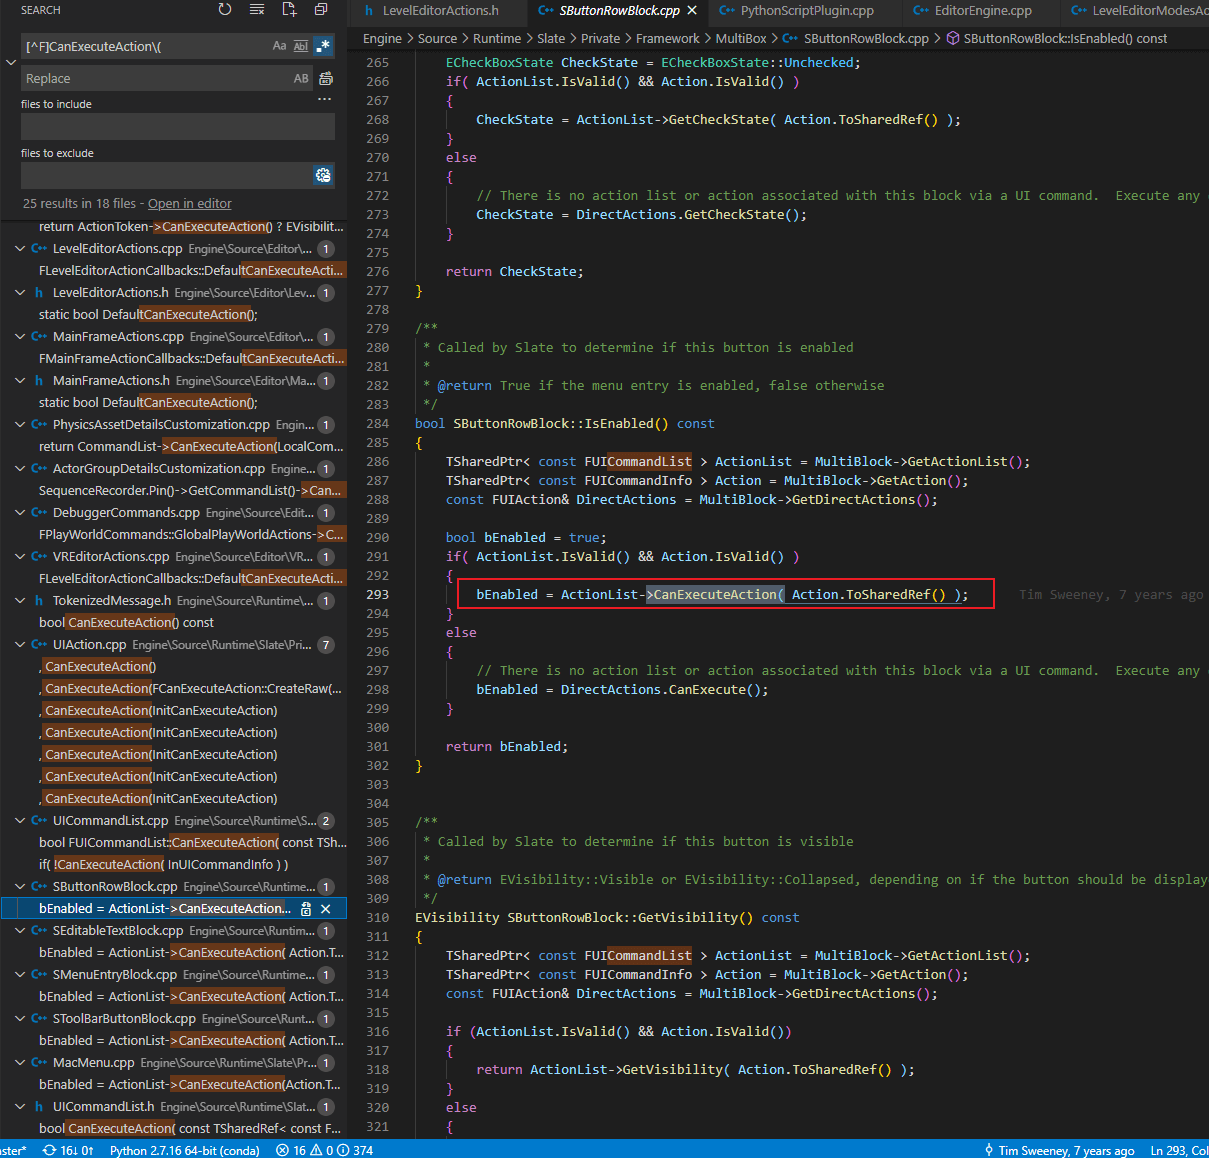 SEARCH
[^F]CanExecuteAction\(
Aa Abl .*
Replace
AB
files to include
files to exclude
25 results in 18 files - Open in editor
return ActionToken->CanExecuteAction() ? EVisibilit...
LevelEditorActions.cpp Engine\Source\Editor\... 1
FLevelEditorActionCallbacks::DefaultCanExecuteActi...
LevelEditorActions.h Engine\Source\Editor\Lev... 1
static bool DefaultCanExecuteAction();
MainFrameActions.cpp Engine\Source\Editor\... 1
FMainFrameActionCallbacks::DefaultCanExecuteActi...
MainFrameActions.h Engine\Source\Editor\Ma... 1
static bool DefaultCanExecuteAction();
PhysicsAssetDetailsCustomization.cpp Engin... 1
return CommandList->CanExecuteAction(LocalCom...
ActorGroupDetailsCustomization.cpp Engine... 1
SequenceRecorder.Pin()->GetCommandList()->Can...
DebuggerCommands.cpp Engine\Source\Edit... 1
FPlayWorldCommands::GlobalPlayWorldActions->C...
VREditorActions.cpp Engine\Source\Editor\VR... 1
FLevelEditorActionCallbacks::DefaultCanExecuteActi...
TokenizedMessage.h Engine\Source\Runtime\... 1
bool CanExecuteAction() const
UIAction.cpp Engine\Source\Runtime\Slate\Pri... 7
, CanExecuteAction()
, CanExecuteAction(FCanExecuteAction::CreateRaw(...
, CanExecuteAction(InitCanExecuteAction)
, CanExecuteAction(InitCanExecuteAction)
, CanExecuteAction(InitCanExecuteAction)
, CanExecuteAction(InitCanExecuteAction)
, CanExecuteAction(InitCanExecuteAction)
UICommandList.cpp Engine\Source\Runtime\S... 2
bool FUICommandList::CanExecuteAction( const TSh...
if( !CanExecuteAction( InUICommandInfo ) )
SButtonRowBlock.cpp Engine\Source\Runtime... 1
bEnabled = ActionList->CanExecuteAction...
SEditableTextBlock.cpp Engine\Source\Runtim... 1
bEnabled = ActionList->CanExecuteAction( Action.T...
SMenuEntryBlock.cpp Engine\Source\Runtime... 1
bEnabled = ActionList->CanExecuteAction( Action.T...
SToolBarButtonBlock.cpp Engine\Source\Runt... 1
bEnabled = ActionList->CanExecuteAction( Action.T...
MacMenu.cpp Engine\Source\Runtime\Slate\Pr... 1
bEnabled = ActionList->CanExecuteAction(Action.T...
UICommandList.h Engine\Source\Runtime\Slat... 1
bool CanExecuteAction( const TSharedRef< const F...
h LevelEditorActions.h C++ SButtonRowBlock.cpp C++ PythonScriptPlugin.cpp C++ EditorEngine.cpp C++ LevelEditorModesAc
Engine > Source > Runtime > Slate > Private > Framework > MultiBox > C++ SButtonRowBlock.cpp > SButtonRowBlock::IsEnabled() const
265 ECheckBoxState CheckState = ECheckBoxState::Unchecked;
266 if( ActionList.IsValid() && Action.IsValid() )
267 {
268 CheckState = ActionList->GetCheckState( Action.ToSharedRef() );
269 }
270 else
271 {
272 // There is no action list or action associated with this block via a UI command.  Execute any
273 CheckState = DirectActions.GetCheckState();
274 }
275
276 return CheckState;
277 }
278
279 /**
280 * Called by Slate to determine if this button is enabled
281 *
282 * @return True if the menu entry is enabled, false otherwise
283 */
284 bool SButtonRowBlock::IsEnabled() const
285 {
286 TSharedPtr< const FUICommandList > ActionList = MultiBlock->GetActionList();
287 TSharedPtr< const FUICommandInfo > Action = MultiBlock->GetAction();
288 const FUIAction& DirectActions = MultiBlock->GetDirectActions();
289
290 bool bEnabled = true;
291 if( ActionList.IsValid() && Action.IsValid() )
292 {
293 bEnabled = ActionList->CanExecuteAction( Action.ToSharedRef() ); Tim Sweeney, 7 years ago
294 }
295 else
296 {
297 // There is no action list or action associated with this block via a UI command.  Execute any
298 bEnabled = DirectActions.CanExecute();
299 }
300
301 return bEnabled;
302 }
303
304
305 /**
306 * Called by Slate to determine if this button is visible
307 *
308 * @return EVisibility::Visible or EVisibility::Collapsed, depending on if the button should be display
309 */
310 EVisibility SButtonRowBlock::GetVisibility() const
311 {
312 TSharedPtr< const FUICommandList > ActionList = MultiBlock->GetActionList();
313 TSharedPtr< const FUICommandInfo > Action = MultiBlock->GetAction();
314 const FUIAction& DirectActions = MultiBlock->GetDirectActions();
315
316 if (ActionList.IsValid() && Action.IsValid())
317 {
318 return ActionList->GetVisibility( Action.ToSharedRef() );
319 }
320 else
321 {
ster* 16↓ 0↑ Python 2.7.16 64-bit (conda) 16 0 374 Tim Sweeney, 7 years ago Ln 293, Col